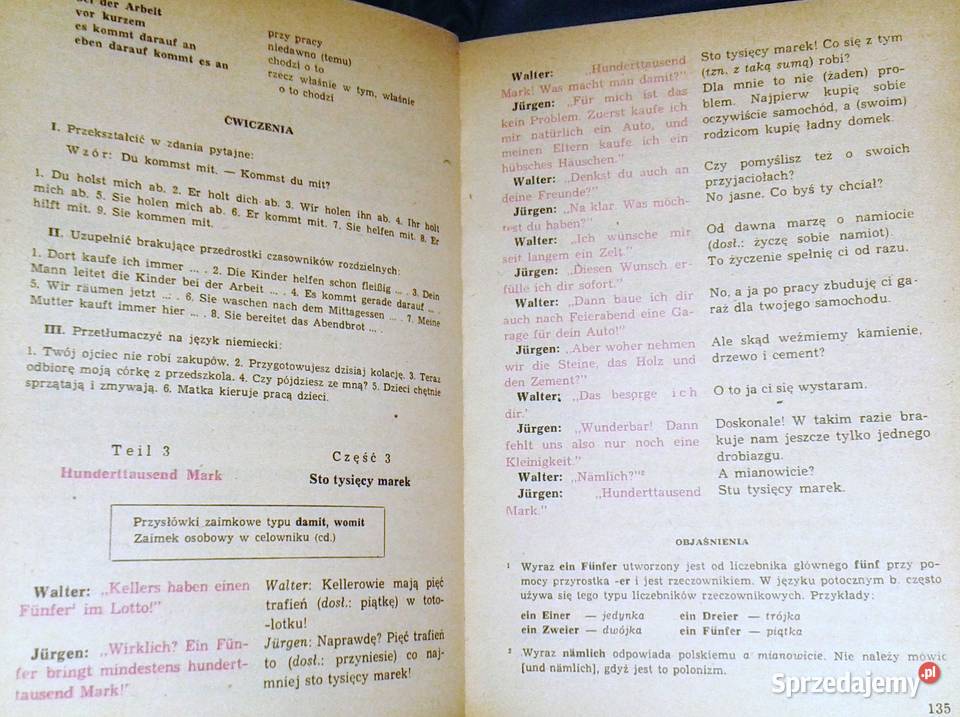 bei der Arbeit
vor kurzem
es kommt darauf an
eben darauf kommt es an
przy pracy
niedawno (temu)
chodzi o to
rzecz właśnie w tym, właśnie
o to chodzi
ĆWICZENIA
I. Przekształcić w zdania pytajne:
Wzór: Du kommst mit. — Kommst du mit?
1. Du holst mich ab. 2. Er holt dich ab. 3. Wir holen ihn ab. 4. Ihr holt
mich ab. 5. Sie holen mich ab. 6. Er kommt mit. 7. Sie helfen mit. 8. Er
hilft mit. 9. Sie kommen mit.
II. Uzupełnić brakujące przedrostki czasowników rozdzielnych:
1. Dort kaufe ich immer ... . 2. Die Kinder helfen schon fleißig ... . 3. Dein
Mann leitet die Kinder bei der Arbeit ... . 4. Es kommt gerade darauf ... .
5. Wir räumen jetzt ... . 6. Sie waschen nach dem Mittagessen ... . 7. Meine
Mutter kauft immer hier ... . 8. Sie bereitet das Abendbrot ... .
III. Przetłumaczyć na język niemiecki:
1. Twój ojciec nie robi zakupów. 2. Przygotowujesz dzisiaj kolację. 3. Teraz
odbiorę moją córkę z przedszkola. 4. Czy pójdziesz ze mną? 5. Dzieci chętnie
sprzątają i zmywają. 6. Matka kieruje pracą dzieci.
Teil 3
Hunderttausend Mark
Część 3
Sto tysięcy marek
Przysłówki zaimkowe typu damit, womit
Zaimek osobowy w celowniku (cd.)
Walter: „Kellers haben einen
Fünfer¹ im Lotto!"
Jürgen: „Wirklich? Ein Fün-
fer bringt mindestens hundert-
tausend Mark!"
Walter: Kellerowie mają pięć
trafień (dosł.: piątkę) w toto-
-lotku!
Jürgen: Naprawdę? Pięć trafień
to (dosł.: przyniesie) co naj-
mniej sto tysięcy marek!
Walter: „Hunderttausend
Mark! Was macht man damit?"
Jürgen: „Für mich ist das
kein Problem. Zuerst kaufe ich
mir natürlich ein Auto, und
meinen Eltern kaufe ich ein
hübsches Häuschen."
Walter: „Denkst du auch an
deine Freunde?"
Jürgen: „Na klar. Was möch-
test du haben?"
Walter: „Ich wünsche mir
seit langem ein Zelt."
Jürgen: „Diesen Wunsch er-
fülle ich dir sofort."
Walter: „Dann baue ich dir
auch nach Feierabend eine Ga-
rage für dein Auto!"
Jürgen: „Aber woher nehmen
wir die Steine, das Holz und
den Zement?"
Walter: „Das besorge ich
dir.'
Jürgen: „Wunderbar! Dann
fehlt uns also nur noch eine
Kleinigkeit."
Walter: „Nämlich?"²
Jürgen: „Hunderttausend
Mark."
Sto tysięcy marek! Co się z tym
(tzn. z taką sumą) robi?
Dla mnie to nie (żaden) pro-
blem. Najpierw kupię sobie
oczywiście samochód, a (swoim)
rodzicom kupię ładny domek.
Czy pomyślisz też o swoich
przyjaciołach?
No jasne. Co byś ty chciał?
Od dawna marzę o namiocie
(dosł.: życzę sobie namiot).
To życzenie spełnię ci od razu.
No, a ja po pracy zbuduję ci ga-
raż dla twojego samochodu.
Ale skąd weźmiemy kamienie,
drzewo i cement?
O to ja ci się wystaram.
Doskonale! W takim razie bra-
kuje nam jeszcze tylko jednego
drobiazgu.
A mianowicie?
Stu tysięcy marek.
OBJAŚNIENIA
¹ Wyraz ein Fünfer utworzony jest od liczebnika głównego fünf przy po-
mocy przyrostka -er i jest rzeczownikiem. W języku potocznym b. często
używa się tego typu liczebników rzeczownikowych. Przykłady:
ein Einer — jedynka ein Dreier — trójka
ein Zweier — dwójka ein Fünfer — piątka
² Wyraz nämlich odpowiada polskiemu a mianowicie. Nie należy mówić
[und nämlich], gdyż jest to polonizm.
135
Sprzedajemy.pl